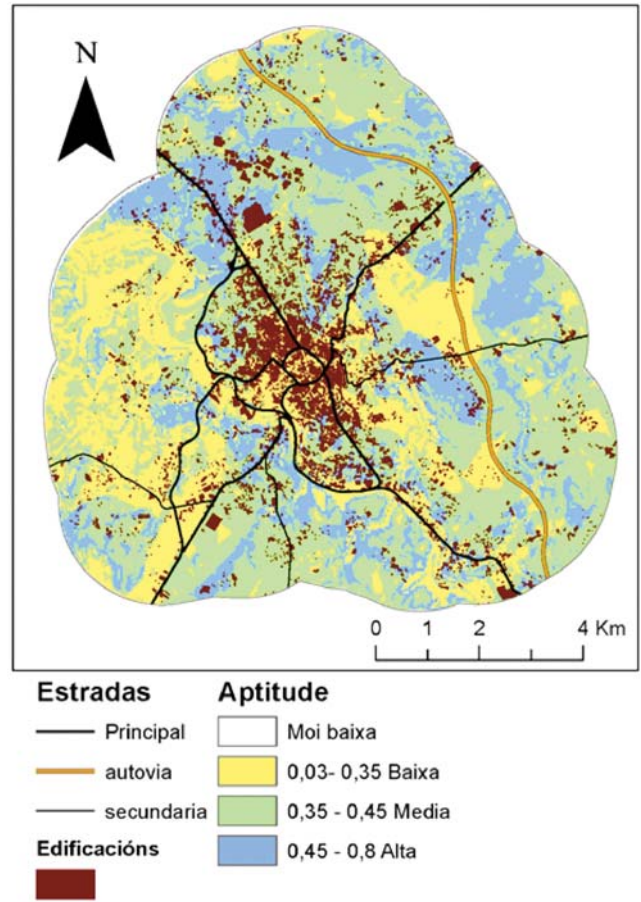 N
0 1 2 4 Km
Estradas
Principal
autovia
secundaria
Edificacións
Aptitude
Moi baixa
0,03- 0,35 Baixa
0,35 - 0,45 Media
0,45 - 0,8 Alta